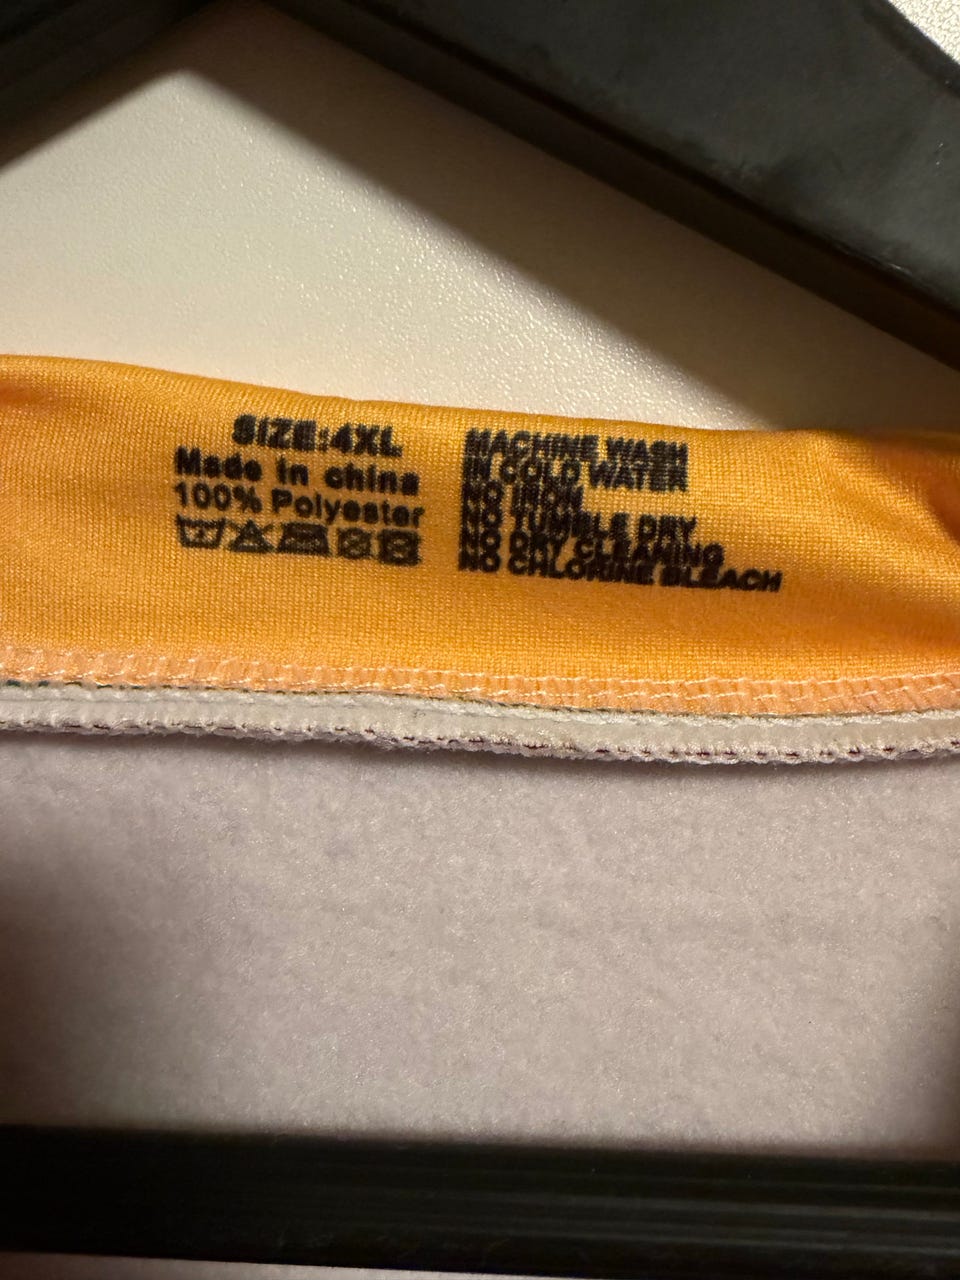 SIZE:4XL
Made in china
100% Polyester
MACHINE WASH
IN COLD WATER
NO IRON
NO TUMBLE DRY
NO DRY CLEANING
NO CHLORINE BLEACH